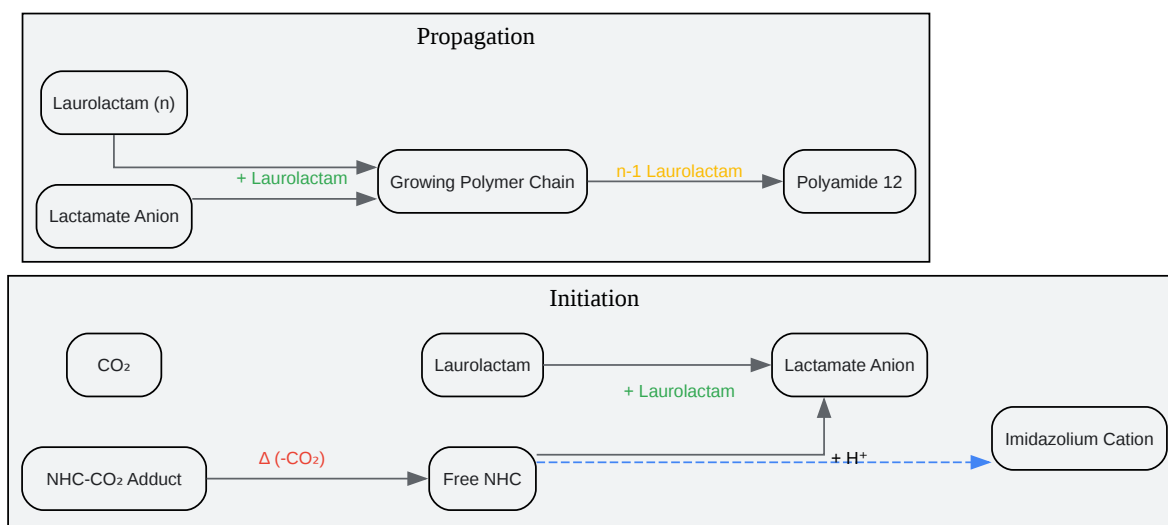 Propagation
Laurolactam (n)
+ Laurolactam
Lactamate Anion
Growing Polymer Chain
n-1 Laurolactam
Polyamide 12
Initiation
CO₂
Laurolactam
+ Laurolactam
Lactamate Anion
NHC-CO₂ Adduct
Δ (-CO₂)
Free NHC
+ H⁺
Imidazolium Cation